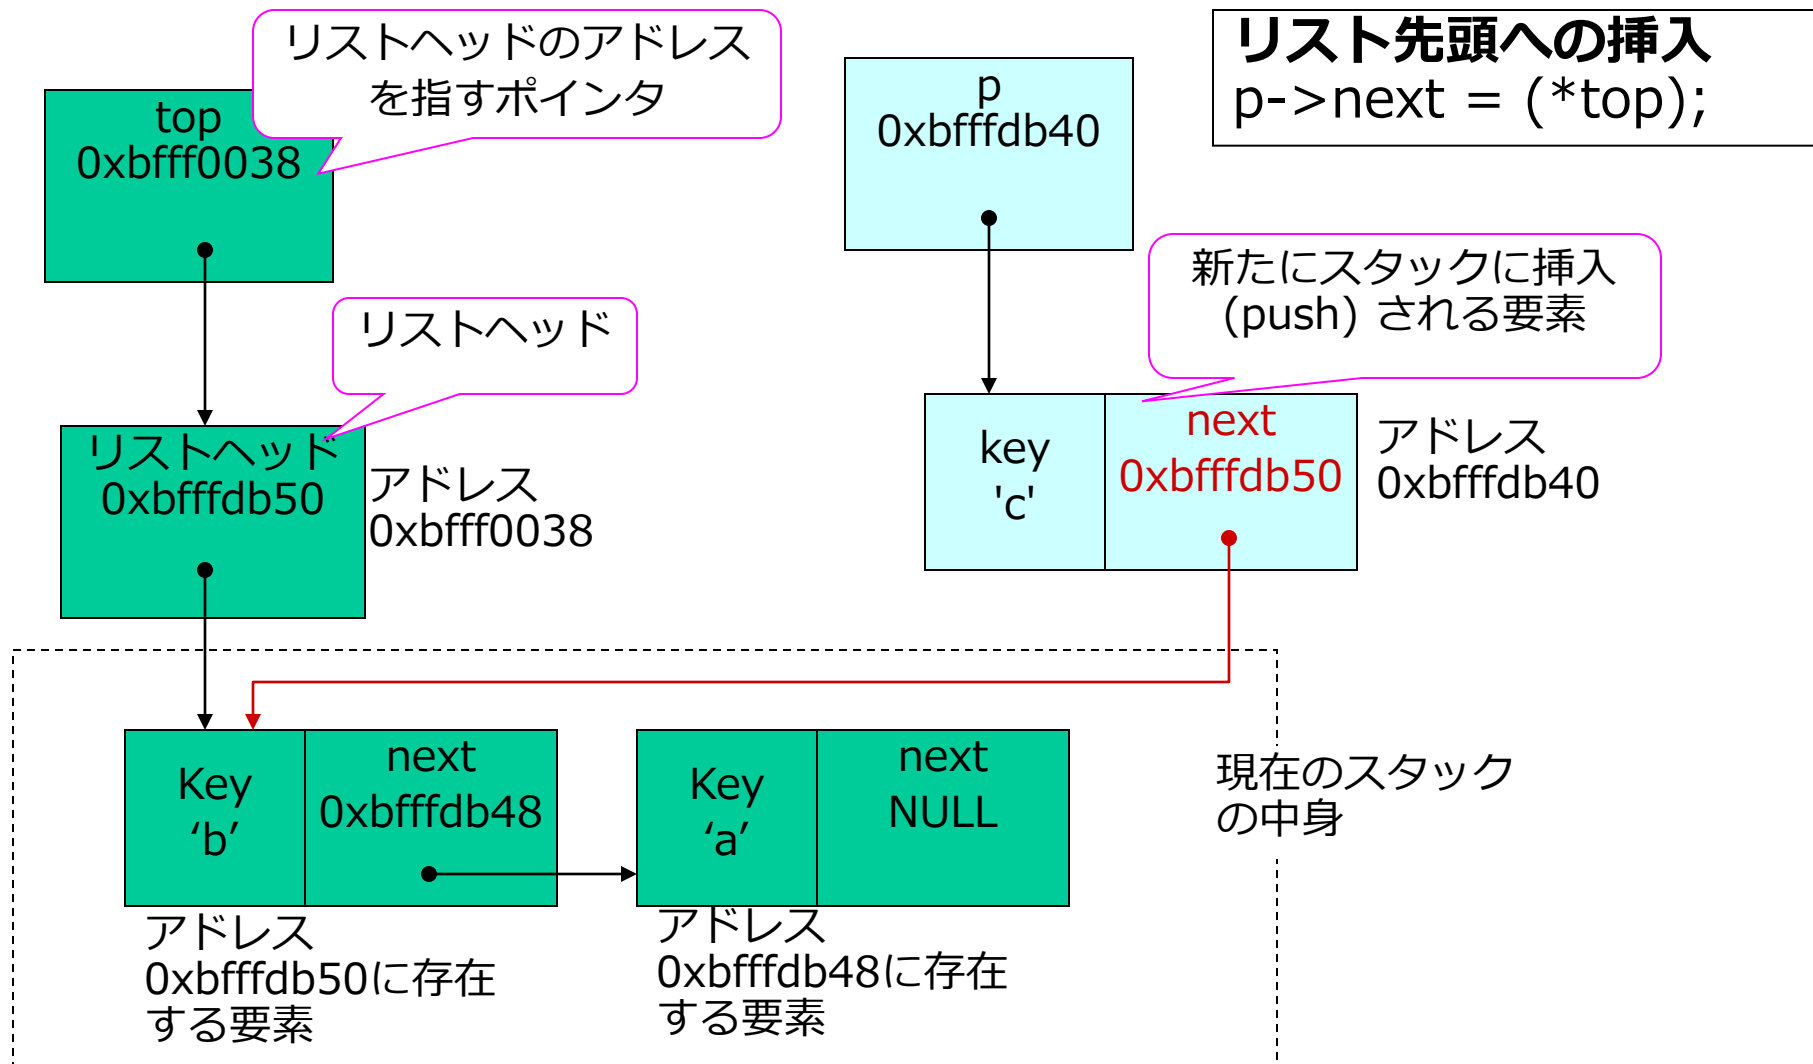 リストヘッドのアドレス
を指すポインタ
top
0xbfff0038
p
0xbfffdb40
リスト先頭への挿入
p->next = (*top);
新たにスタックに挿入
(push) される要素
リストヘッド
リストヘッド
0xbfffdb50
アドレス
0xbfff0038
key
'c'
next
0xbfffdb50
アドレス
0xbfffdb40
Key
‘b’
next
0xbfffdb48
Key
‘a’
next
NULL
現在のスタック
の中身
アドレス
0xbfffdb50に存在
する要素
アドレス
0xbfffdb48に存在
する要素